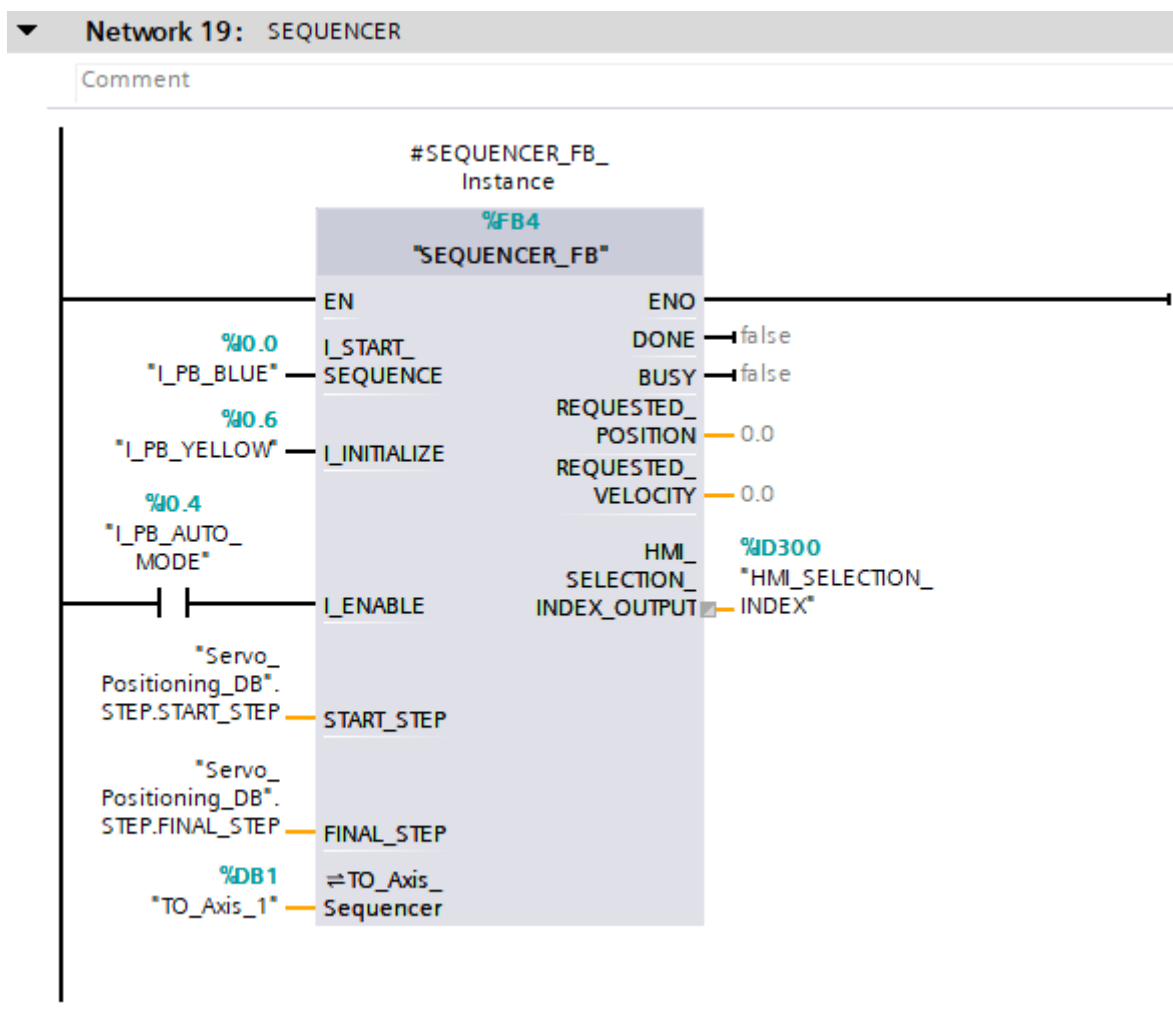 Network 19: SEQUENCER
Comment
#SEQUENCER_FB_
Instance
%FB4
"SEQUENCER_FB"
EN
ENO
%I0.0
"I_PB_BLUE"
I_START_
SEQUENCE
DONE
false
BUSY
false
%I0.6
"I_PB_YELLOW"
I_INITIALIZE
REQUESTED_
POSITION
0.0
REQUESTED_
VELOCITY
0.0
%I0.4
"I_PB_AUTO_
MODE"
I_ENABLE
HMI_
SELECTION_
INDEX_OUTPUT
%ID300
"HMI_SELECTION_
INDEX"
"Servo_
Positioning_DB".
STEP.START_STEP
START_STEP
"Servo_
Positioning_DB".
STEP.FINAL_STEP
FINAL_STEP
%DB1
"TO_Axis_1"
⇌TO_Axis_
Sequencer